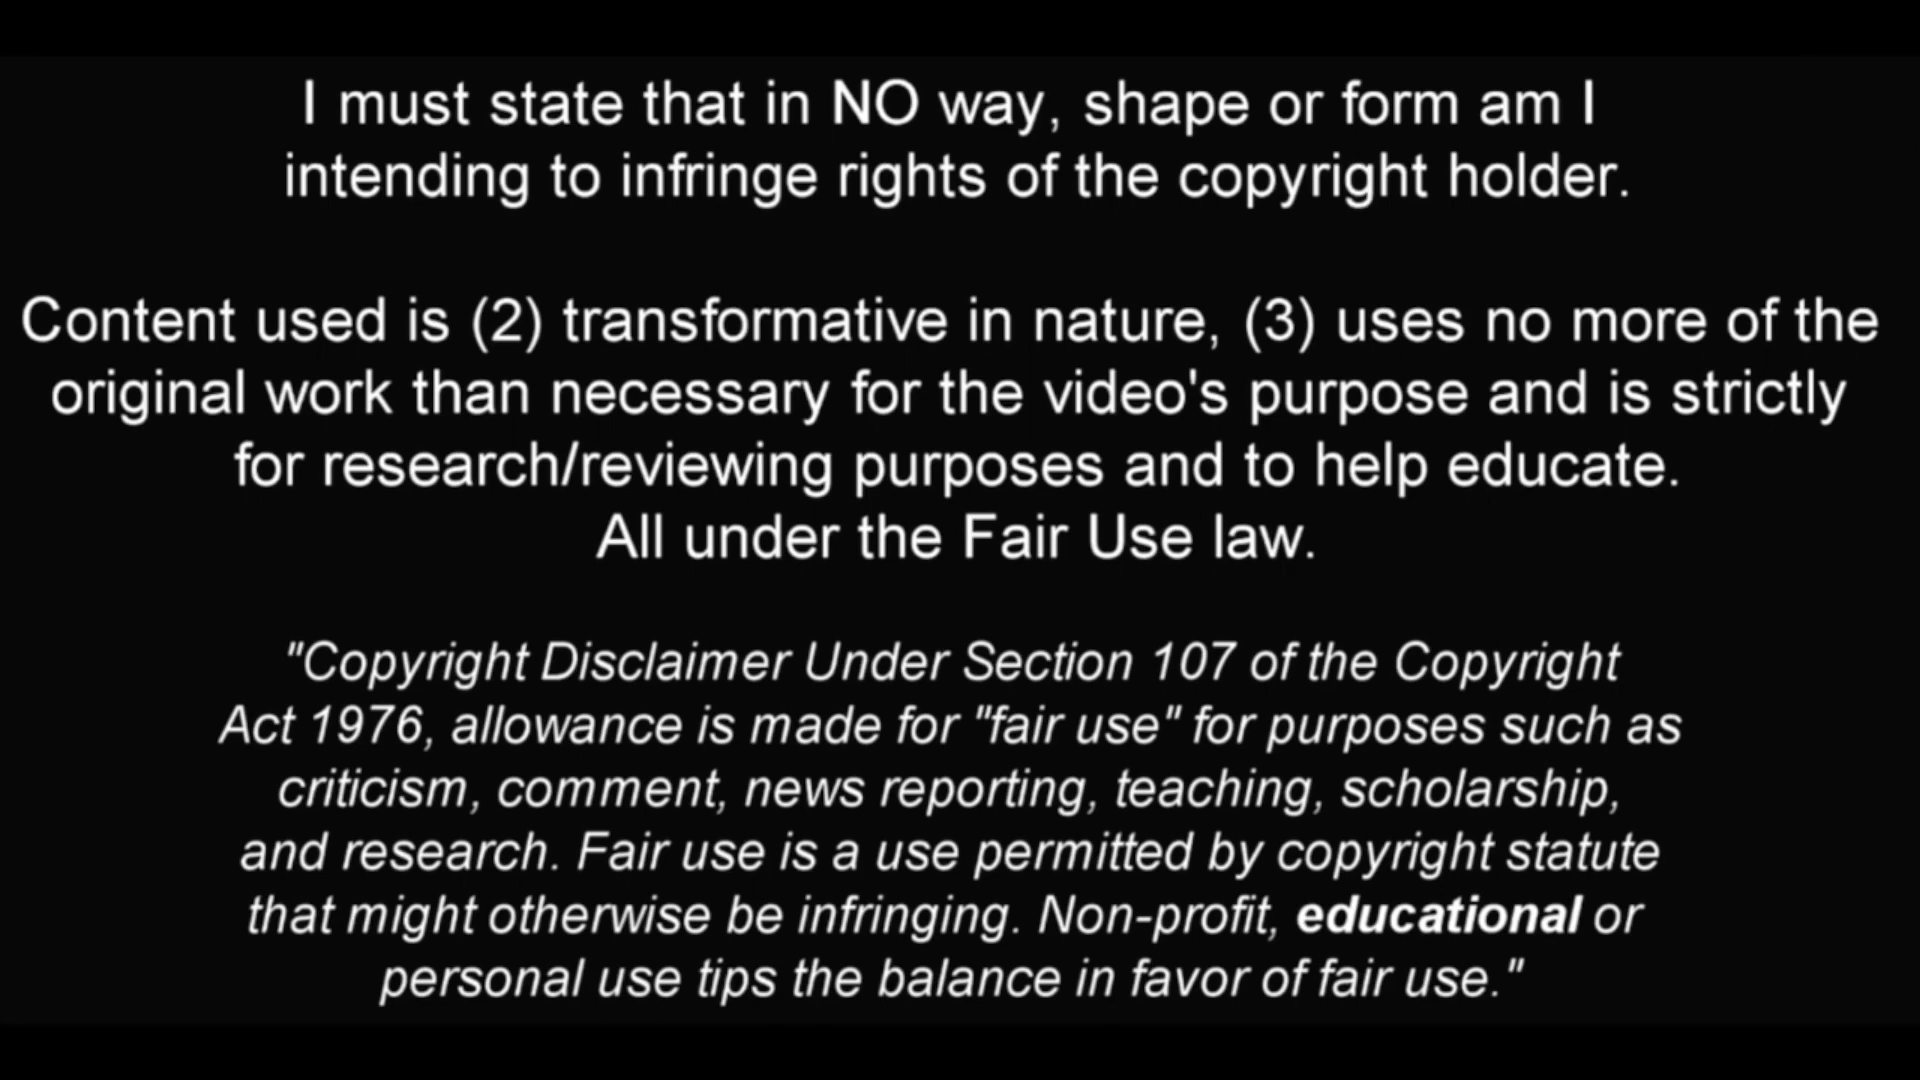 I must state that in NO way, shape or form am I
intending to infringe rights of the copyright holder.
Content used is (2) transformative in nature, (3) uses no more of the
original work than necessary for the video's purpose and is strictly
for research/reviewing purposes and to help educate.
All under the Fair Use law.
"Copyright Disclaimer Under Section 107 of the Copyright
Act 1976, allowance is made for "fair use" for purposes such as
criticism, comment, news reporting, teaching, scholarship,
and research. Fair use is a use permitted by copyright statute
that might otherwise be infringing. Non-profit, educational or
personal use tips the balance in favor of fair use."